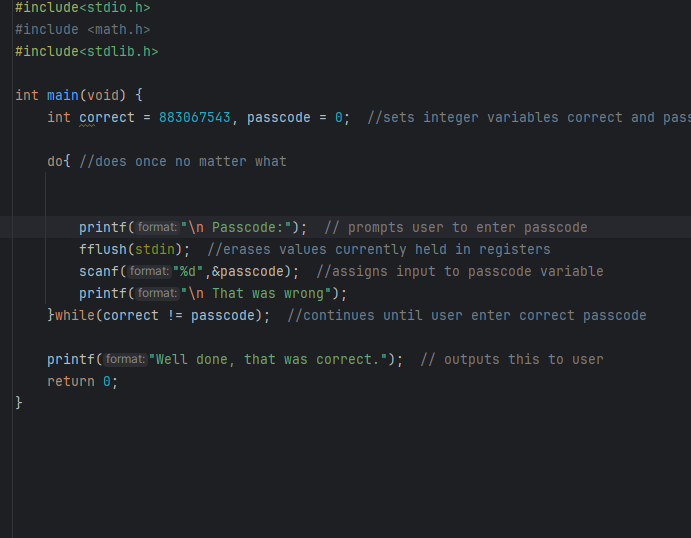 #include<stdio.h>
#include <math.h>
#include<stdlib.h>
int main(void) {
int correct = 883067543, passcode = 0;  //sets integer variables correct and pass
do{ //does once no matter what
printf( format: "\n Passcode:");  // prompts user to enter passcode
fflush(stdin);  //erases values currently held in registers
scanf( format: "%d",&passcode);  //assigns input to passcode variable
printf( format: "\n That was wrong");
}while(correct != passcode);  //continues until user enter correct passcode
printf( format: "Well done, that was correct.");  // outputs this to user
return 0;
}